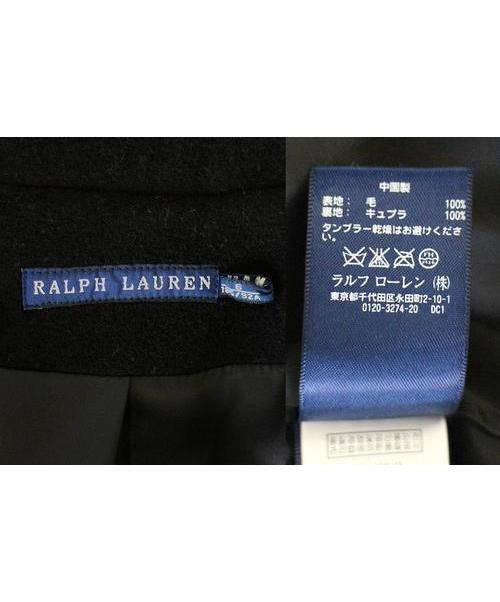 RALPH LAUREN
中国製
表地: 毛 100%
裏地: キュプラ 100%
タンブラー乾燥はお避けください。
ラルフ ローレン (株)
東京都千代田区永田町2-10-1
0120-3274-20 DC1